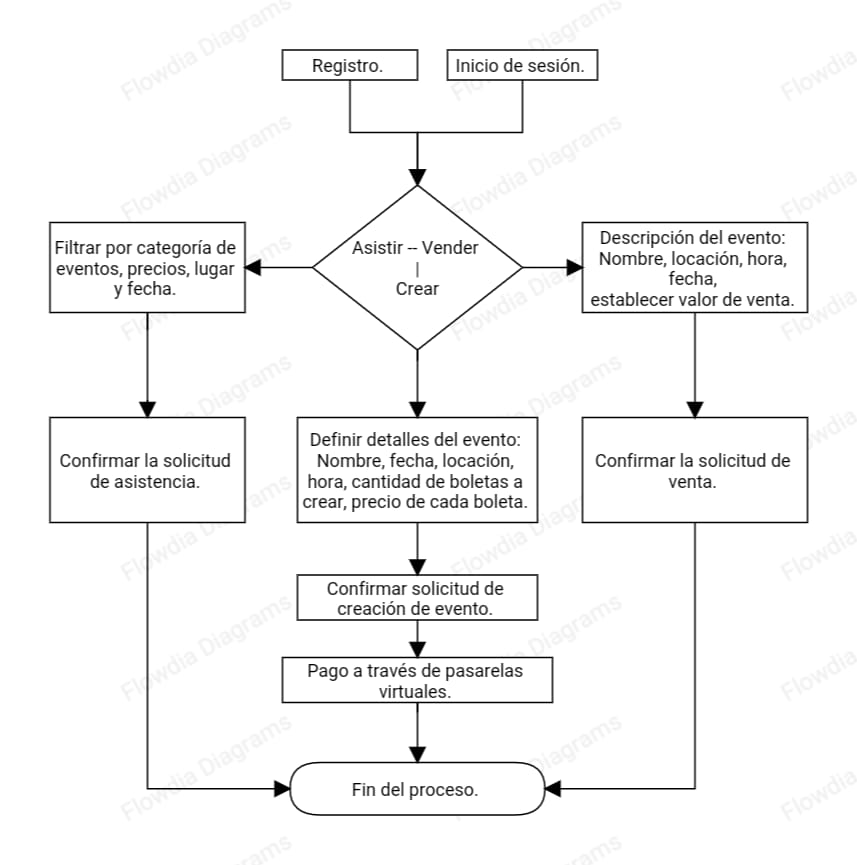 Registro.
Inicio de sesión.
Asistir -- Vender
|
Crear
Filtrar por categoría de
eventos, precios, lugar
y fecha.
Descripción del evento:
Nombre, locación, hora,
fecha,
establecer valor de venta.
Confirmar la solicitud
de asistencia.
Definir detalles del evento:
Nombre, fecha, locación,
hora, cantidad de boletas a
crear, precio de cada boleta.
Confirmar la solicitud de
venta.
Confirmar solicitud de
creación de evento.
Pago a través de pasarelas
virtuales.
Fin del proceso.
Flowdia Diagrams